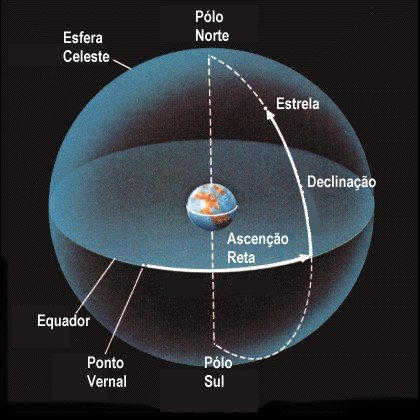 Pólo
Norte
Esfera
Celeste
Estrela
Declinação
Ascenção
Reta
Equador
Ponto
Vernal
Pólo
Sul